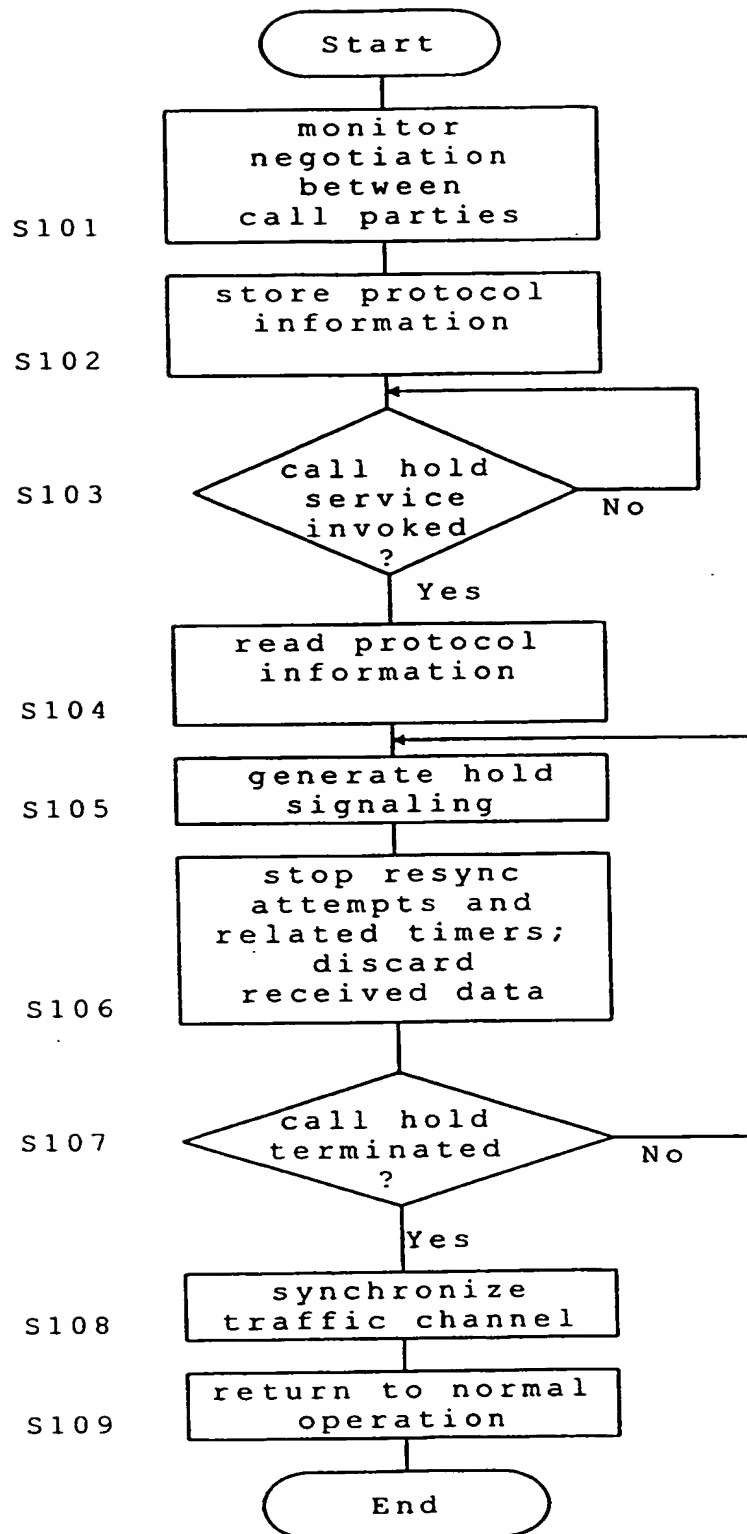 Start
monitor
negotiation
between
call parties
S101
store protocol
information
S102
call hold
service
invoked
?
S103
No
Yes
read protocol
information
S104
generate hold
signaling
S105
stop resync
attempts and
related timers;
discard
received data
S106
call hold
terminated
?
S107
No
Yes
synchronize
traffic channel
S108
return to normal
operation
S109
End